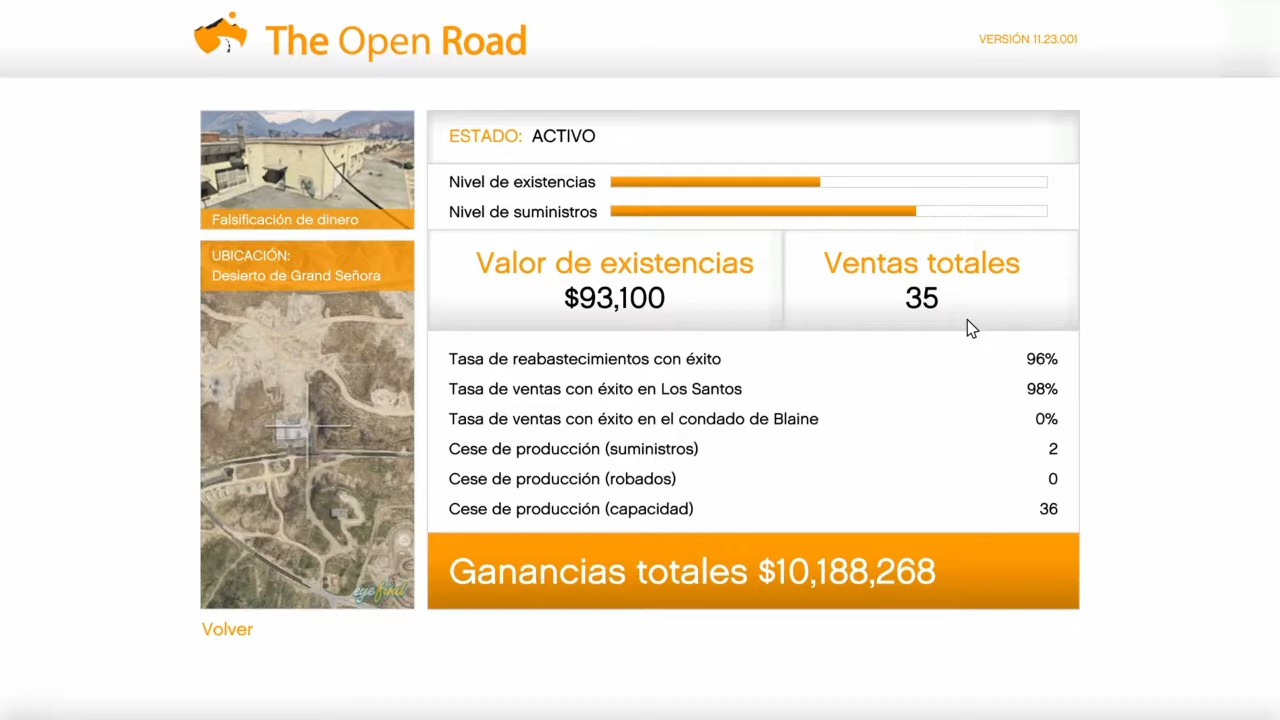 The Open Road
VERSIÓN 11.23.001
Falsificación de dinero
UBICACIÓN:
Desierto de Grand Señora
eyefind
Volver
ESTADO: ACTIVO
Nivel de existencias
Nivel de suministros
Valor de existencias
$93,100
Ventas totales
35
Tasa de reabastecimientos con éxito 96%
Tasa de ventas con éxito en Los Santos 98%
Tasa de ventas con éxito en el condado de Blaine 0%
Cese de producción (suministros) 2
Cese de producción (robados) 0
Cese de producción (capacidad) 36
Ganancias totales $10,188,268